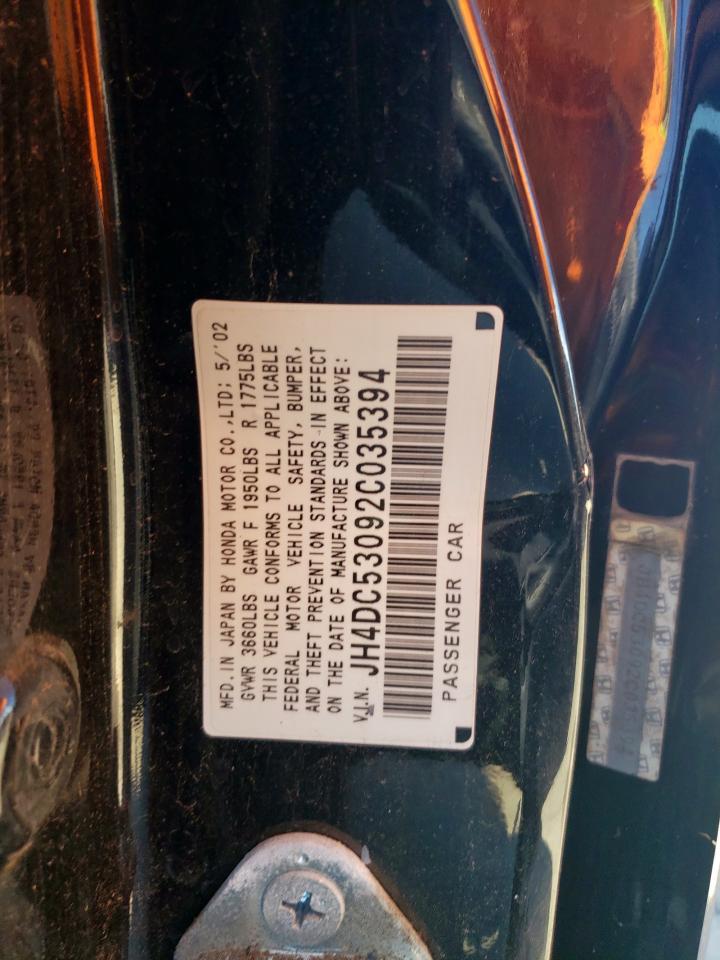 MFD.IN JAPAN BY HONDA MOTOR CO.,LTD; 5/'02
GVWR 3660LBS GAWR F 1950LBS R 1775LBS
THIS VEHICLE CONFORMS TO ALL APPLICABLE
FEDERAL MOTOR VEHICLE SAFETY, BUMPER,
AND THEFT PREVENTION STANDARDS IN EFFECT
ON THE DATE OF MANUFACTURE SHOWN ABOVE:
V.I.N. JH4DC53092C035394
PASSENGER CAR